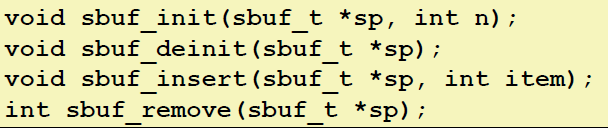 void sbuf_init(sbuf_t *sp, int n);
void sbuf_deinit(sbuf_t *sp);
void sbuf_insert(sbuf_t *sp, int item);
int sbuf_remove(sbuf_t *sp);